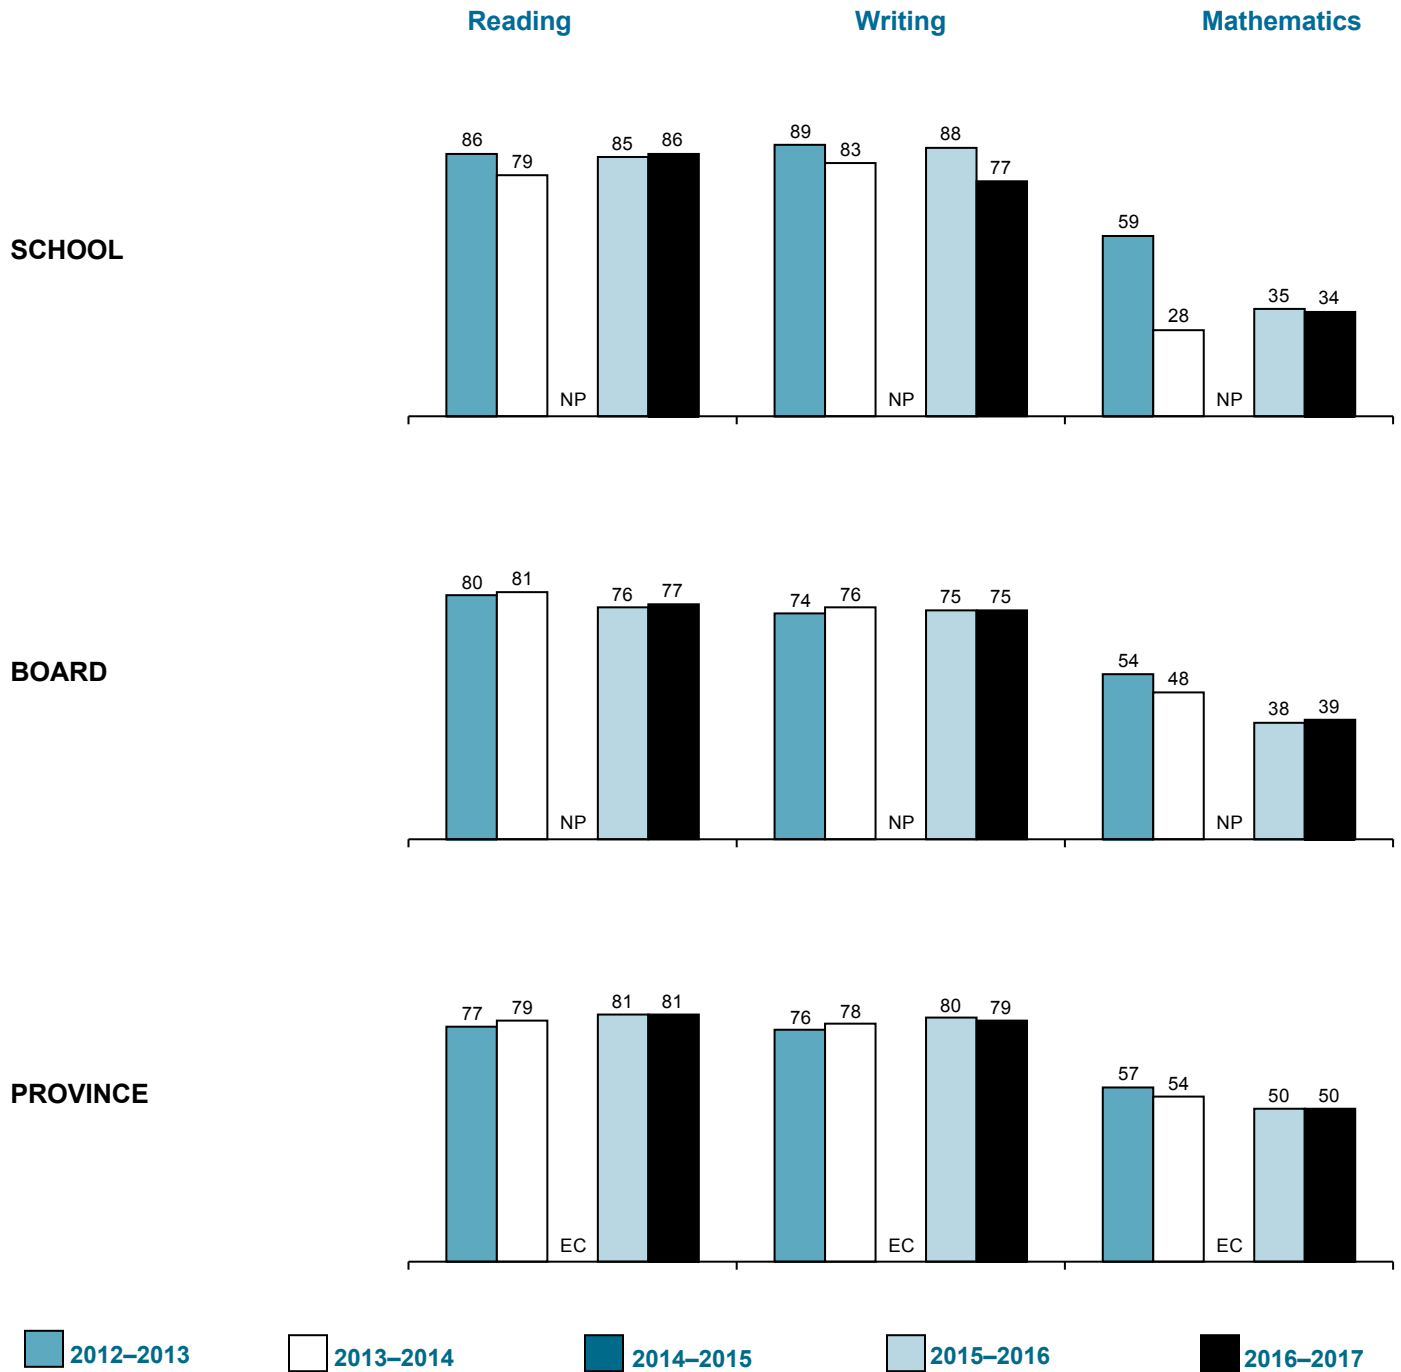 Reading Writing Mathematics
86 79 NP 85 86 89 83 NP 88 77 59 28 NP 35 34
SCHOOL
80 81 NP 76 77 74 76 NP 75 75 54 48 NP 38 39
BOARD
77 79 EC 81 81 76 78 EC 80 79 57 54 EC 50 50
PROVINCE
2012–2013 2013–2014 2014–2015 2015–2016 2016–2017